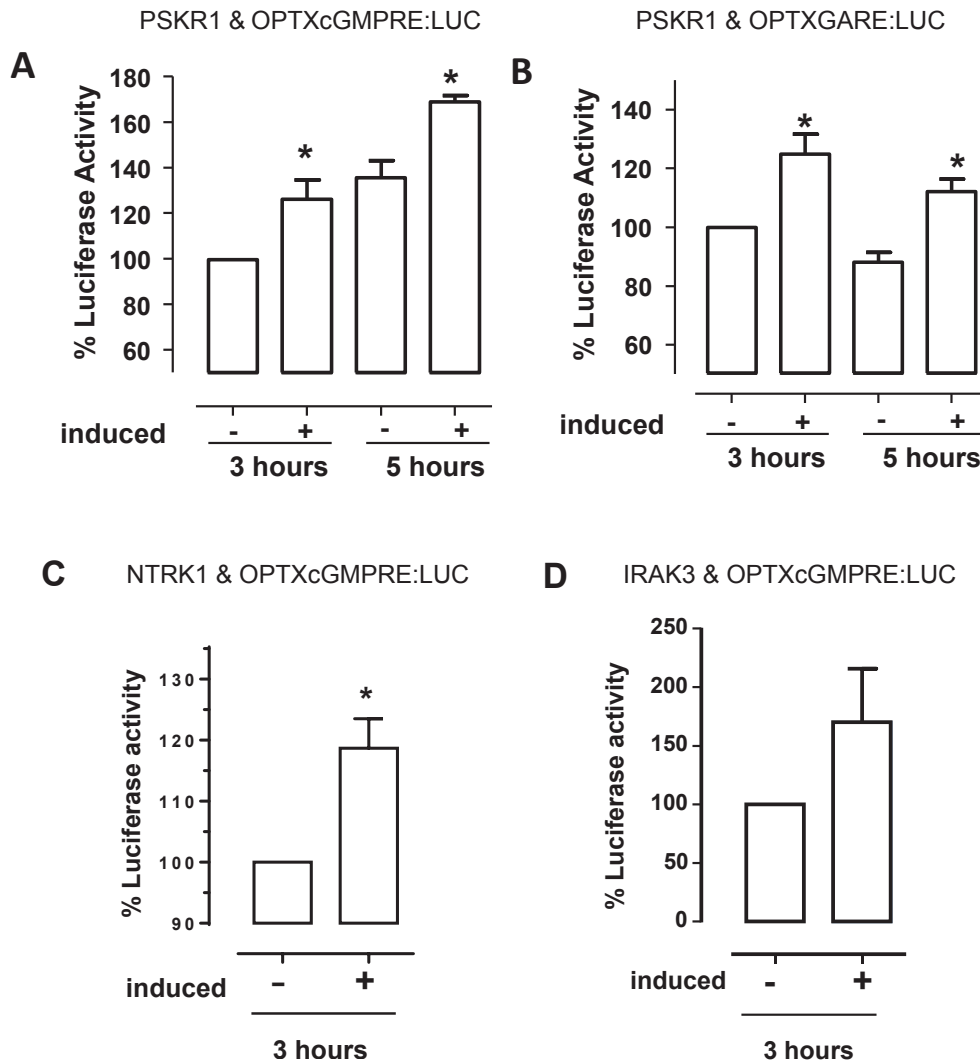 PSKR1 & OPTXcGMPRE:LUC
A
% Luciferase Activity
180
160
140
120
100
80
60
*
*
induced
- + - +
3 hours 5 hours
PSKR1 & OPTXGARE:LUC
B
% Luciferase Activity
140
120
100
80
60
*
*
induced
- + - +
3 hours 5 hours
C
NTRK1 & OPTXcGMPRE:LUC
% Luciferase activity
130
120
110
100
90
*
induced
- +
3 hours
D
IRAK3 & OPTXcGMPRE:LUC
% Luciferase activity
250
200
150
100
50
0
induced
- +
3 hours